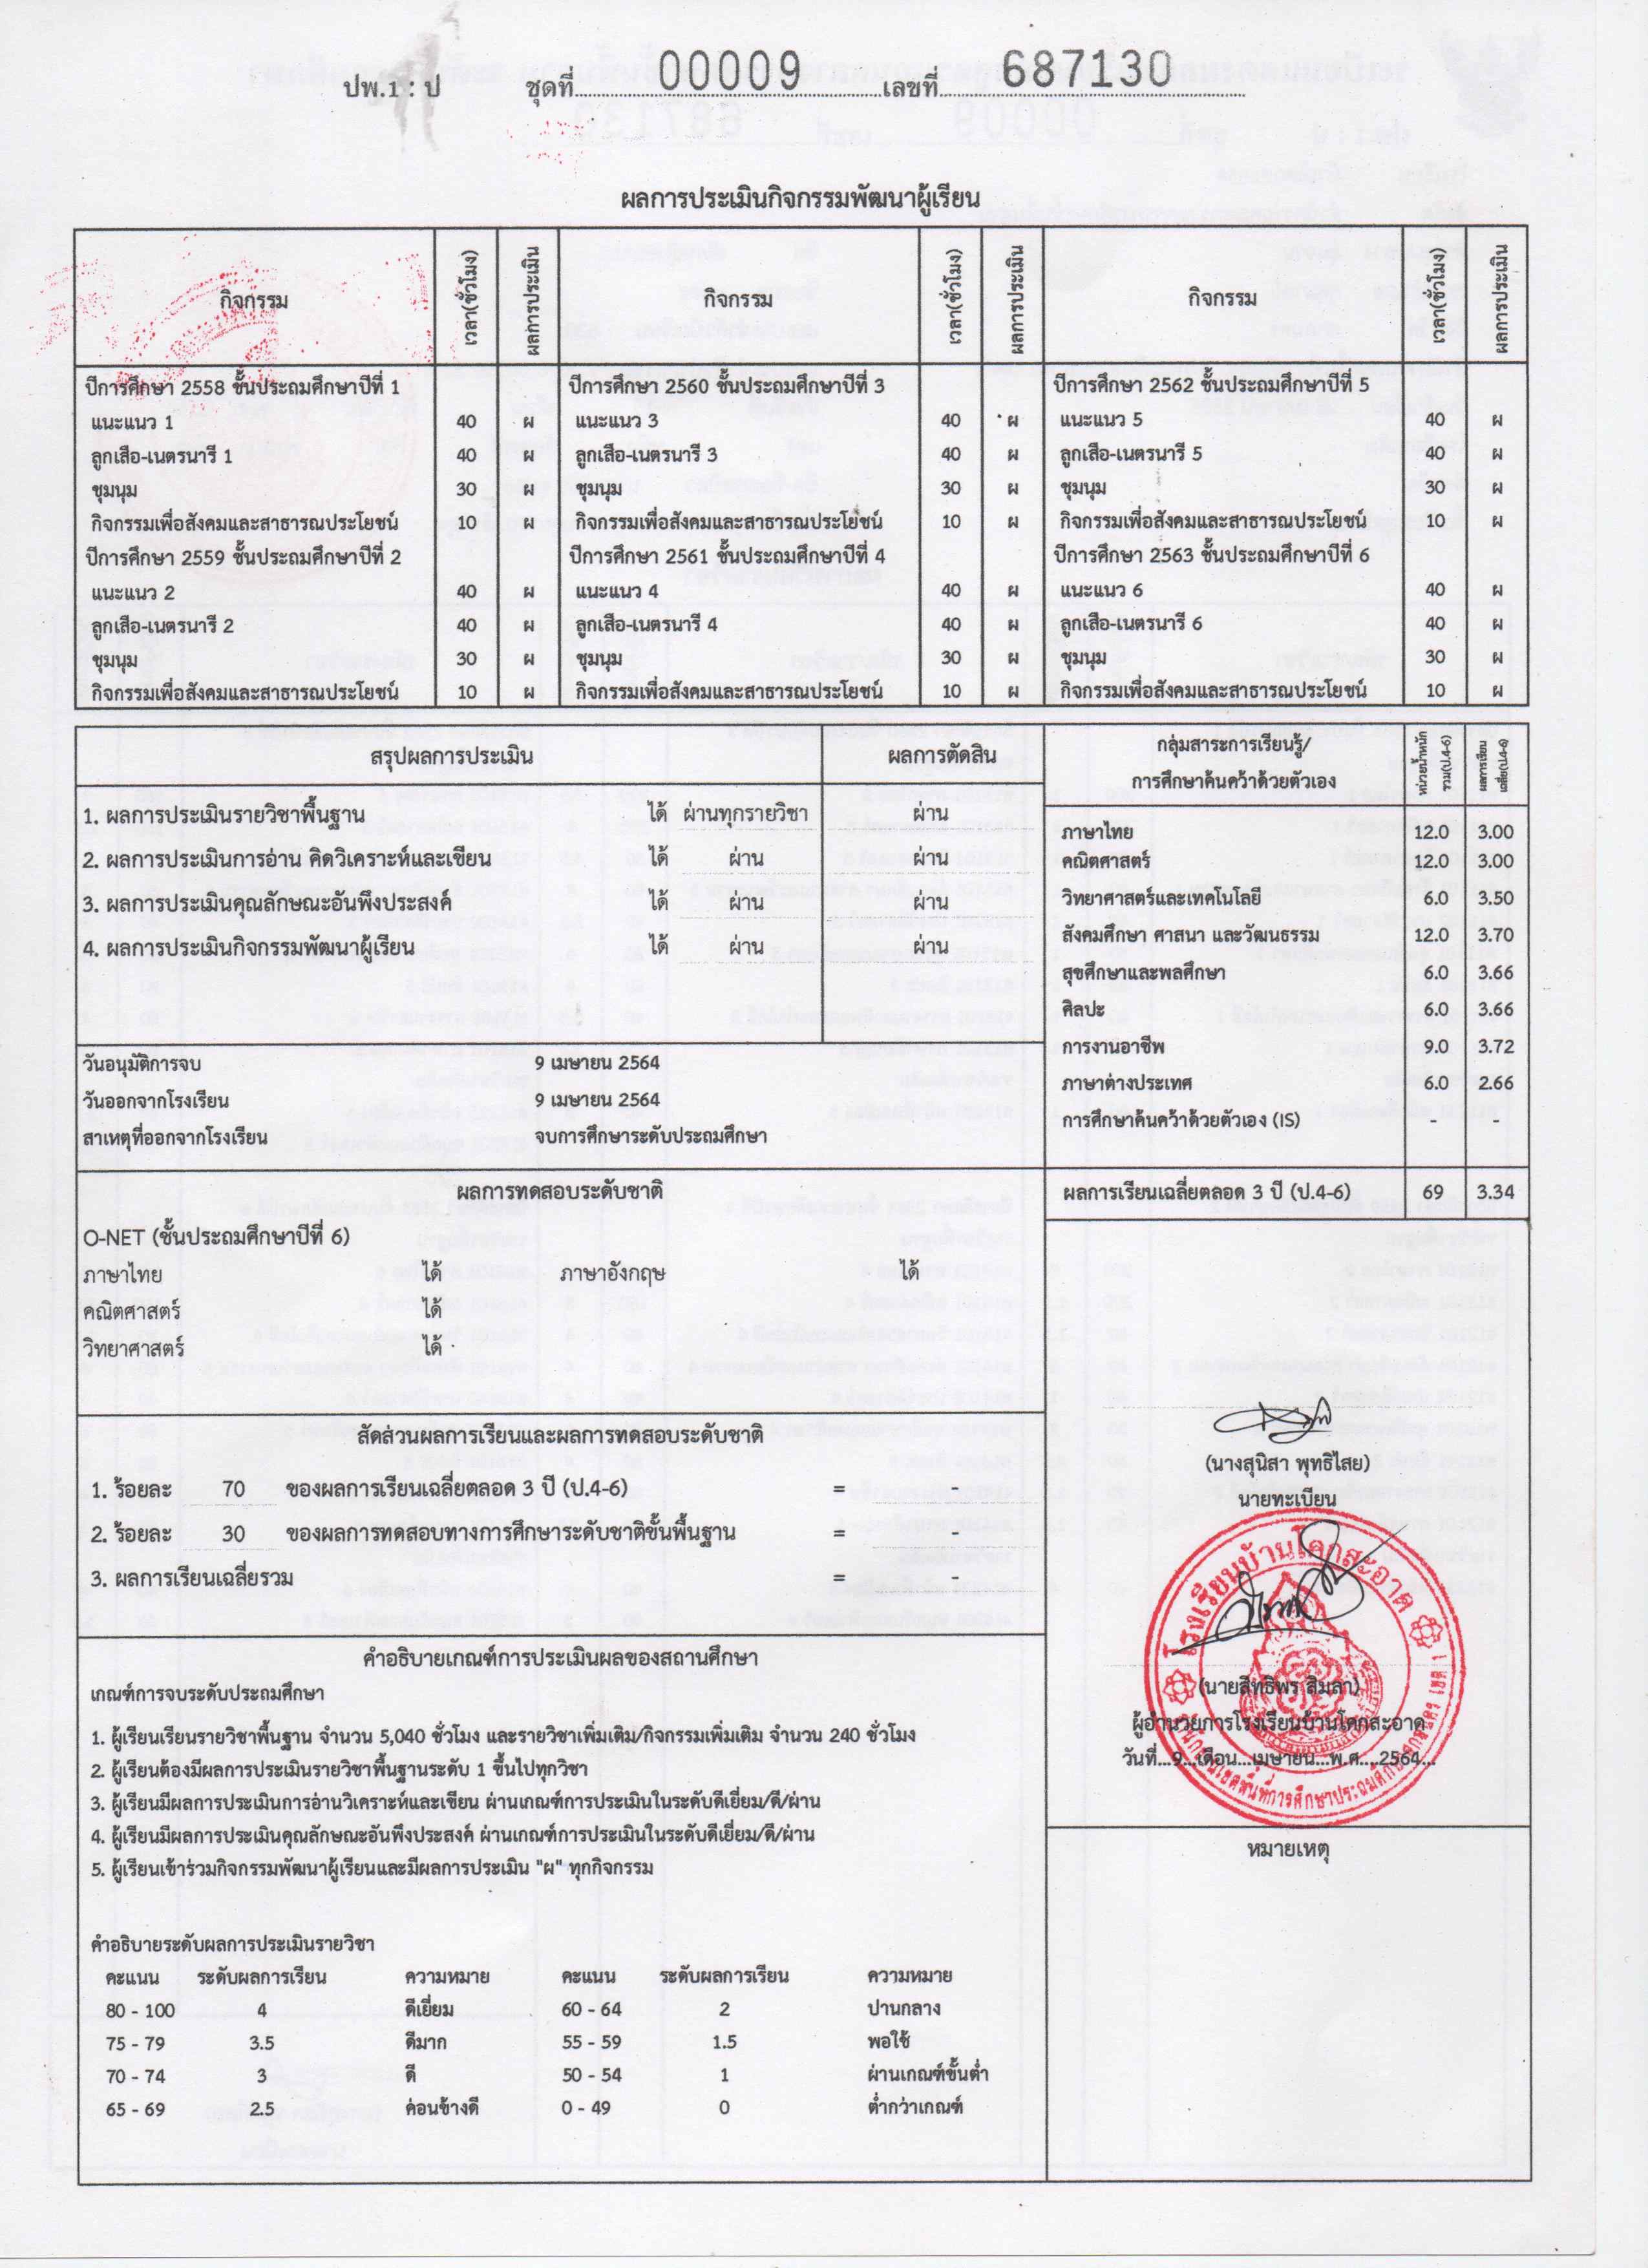 ปพ.1 : ป ชุดที่ 00009 เลขที่ 687130
ผลการประเมินกิจกรรมพัฒนาผู้เรียน
กิจกรรม เวลา(ชั่วโมง) ผลการประเมิน กิจกรรม เวลา(ชั่วโมง) ผลการประเมิน กิจกรรม เวลา(ชั่วโมง) ผลการประเมิน
ปีการศึกษา 2558 ชั้นประถมศึกษาปีที่ 1 ปีการศึกษา 2560 ชั้นประถมศึกษาปีที่ 3 ปีการศึกษา 2562 ชั้นประถมศึกษาปีที่ 5
แนะแนว 1 40 ผ แนะแนว 3 40 ผ แนะแนว 5 40 ผ
ลูกเสือ-เนตรนารี 1 40 ผ ลูกเสือ-เนตรนารี 3 40 ผ ลูกเสือ-เนตรนารี 5 40 ผ
ชุมนุม 30 ผ ชุมนุม 30 ผ ชุมนุม 30 ผ
กิจกรรมเพื่อสังคมและสาธารณประโยชน์ 10 ผ กิจกรรมเพื่อสังคมและสาธารณประโยชน์ 10 ผ กิจกรรมเพื่อสังคมและสาธารณประโยชน์ 10 ผ
ปีการศึกษา 2559 ชั้นประถมศึกษาปีที่ 2 ปีการศึกษา 2561 ชั้นประถมศึกษาปีที่ 4 ปีการศึกษา 2563 ชั้นประถมศึกษาปีที่ 6
แนะแนว 2 40 ผ แนะแนว 4 40 ผ แนะแนว 6 40 ผ
ลูกเสือ-เนตรนารี 2 40 ผ ลูกเสือ-เนตรนารี 4 40 ผ ลูกเสือ-เนตรนารี 6 40 ผ
ชุมนุม 30 ผ ชุมนุม 30 ผ ชุมนุม 30 ผ
กิจกรรมเพื่อสังคมและสาธารณประโยชน์ 10 ผ กิจกรรมเพื่อสังคมและสาธารณประโยชน์ 10 ผ กิจกรรมเพื่อสังคมและสาธารณประโยชน์ 10 ผ
สรุปผลการประเมิน ผลการตัดสิน
1. ผลการประเมินรายวิชาพื้นฐาน ได้ ผ่านทุกรายวิชา ผ่าน
2. ผลการประเมินการอ่าน คิดวิเคราะห์และเขียน ได้ ผ่าน ผ่าน
3. ผลการประเมินคุณลักษณะอันพึงประสงค์ ได้ ผ่าน ผ่าน
4. ผลการประเมินกิจกรรมพัฒนาผู้เรียน ได้ ผ่าน ผ่าน
วันอนุมัติการจบ 9 เมษายน 2564
วันออกจากโรงเรียน 9 เมษายน 2564
สาเหตุที่ออกจากโรงเรียน จบการศึกษาระดับประถมศึกษา
กลุ่มสาระการเรียนรู้/
การศึกษาค้นคว้าด้วยตัวเอง
หน่วยน้ำหนัก
รวม(ป.4-6)
ผลการเรียน
เฉลี่ย(ป.4-6)
ภาษาไทย 12.0 3.00
คณิตศาสตร์ 12.0 3.00
วิทยาศาสตร์และเทคโนโลยี 6.0 3.50
สังคมศึกษา ศาสนา และวัฒนธรรม 12.0 3.70
สุขศึกษาและพลศึกษา 6.0 3.66
ศิลปะ 6.0 3.66
การงานอาชีพ 9.0 3.72
ภาษาต่างประเทศ 6.0 2.66
การศึกษาค้นคว้าด้วยตัวเอง (IS) - -
ผลการเรียนเฉลี่ยตลอด 3 ปี (ป.4-6) 69 3.34
ผลการทดสอบระดับชาติ
O-NET (ชั้นประถมศึกษาปีที่ 6)
ภาษาไทย ได้ ภาษาอังกฤษ ได้
คณิตศาสตร์ ได้
วิทยาศาสตร์ ได้
สัดส่วนผลการเรียนและผลการทดสอบระดับชาติ
1. ร้อยละ 70 ของผลการเรียนเฉลี่ยตลอด 3 ปี (ป.4-6) = -
2. ร้อยละ 30 ของผลการทดสอบทางการศึกษาระดับชาติขั้นพื้นฐาน = -
3. ผลการเรียนเฉลี่ยรวม = -
(นางสุนิสา พุทธิไสย)
นายทะเบียน
โรงเรียนบ้านโคกสะอาด
(นายสิทธิพร สิมลา)
ผู้อำนวยการโรงเรียนบ้านโคกสะอาด
วันที่...9...เดือน...เมษายน...พ.ศ....2564...
หมายเหตุ
คำอธิบายเกณฑ์การประเมินผลของสถานศึกษา
เกณฑ์การจบระดับประถมศึกษา
1. ผู้เรียนเรียนรายวิชาพื้นฐาน จำนวน 5,040 ชั่วโมง และรายวิชาเพิ่มเติม/กิจกรรมเพิ่มเติม จำนวน 240 ชั่วโมง
2. ผู้เรียนต้องมีผลการประเมินรายวิชาพื้นฐานระดับ 1 ขึ้นไปทุกวิชา
3. ผู้เรียนมีผลการประเมินการอ่านวิเคราะห์และเขียน ผ่านเกณฑ์การประเมินในระดับดีเยี่ยม/ดี/ผ่าน
4. ผู้เรียนมีผลการประเมินคุณลักษณะอันพึงประสงค์ ผ่านเกณฑ์การประเมินในระดับดีเยี่ยม/ดี/ผ่าน
5. ผู้เรียนเข้าร่วมกิจกรรมพัฒนาผู้เรียนและมีผลการประเมิน "ผ" ทุกกิจกรรม
คำอธิบายระดับผลการประเมินรายวิชา
คะแนน ระดับผลการเรียน ความหมาย คะแนน ระดับผลการเรียน ความหมาย
80 - 100 4 ดีเยี่ยม 60 - 64 2 ปานกลาง
75 - 79 3.5 ดีมาก 55 - 59 1.5 พอใช้
70 - 74 3 ดี 50 - 54 1 ผ่านเกณฑ์ขั้นต่ำ
65 - 69 2.5 ค่อนข้างดี 0 - 49 0 ต่ำกว่าเกณฑ์